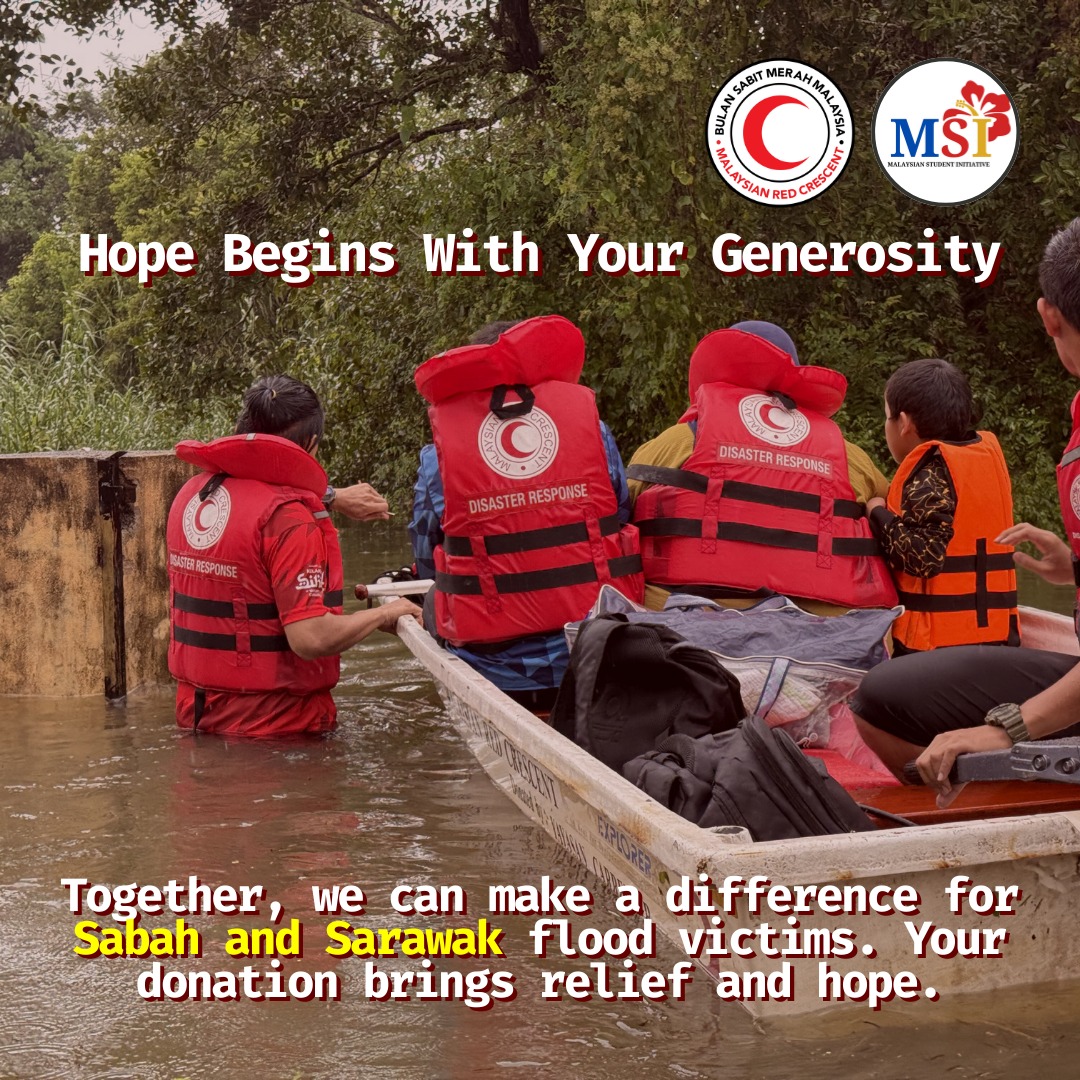 BULAN SABIT MERAH MALAYSIA
MALAYSIAN RED CRESCENT
MSI
MALAYSIAN STUDENT INITIATIVE
Hope Begins With Your Generosity
DISASTER RESPONSE
MALAYSIAN CRESCENT
DISASTER RESPONSE
DISASTER RESPONSE
RED CRESCENT
EXPLORER
Together, we can make a difference for
Sabah and Sarawak flood victims. Your
donation brings relief and hope.